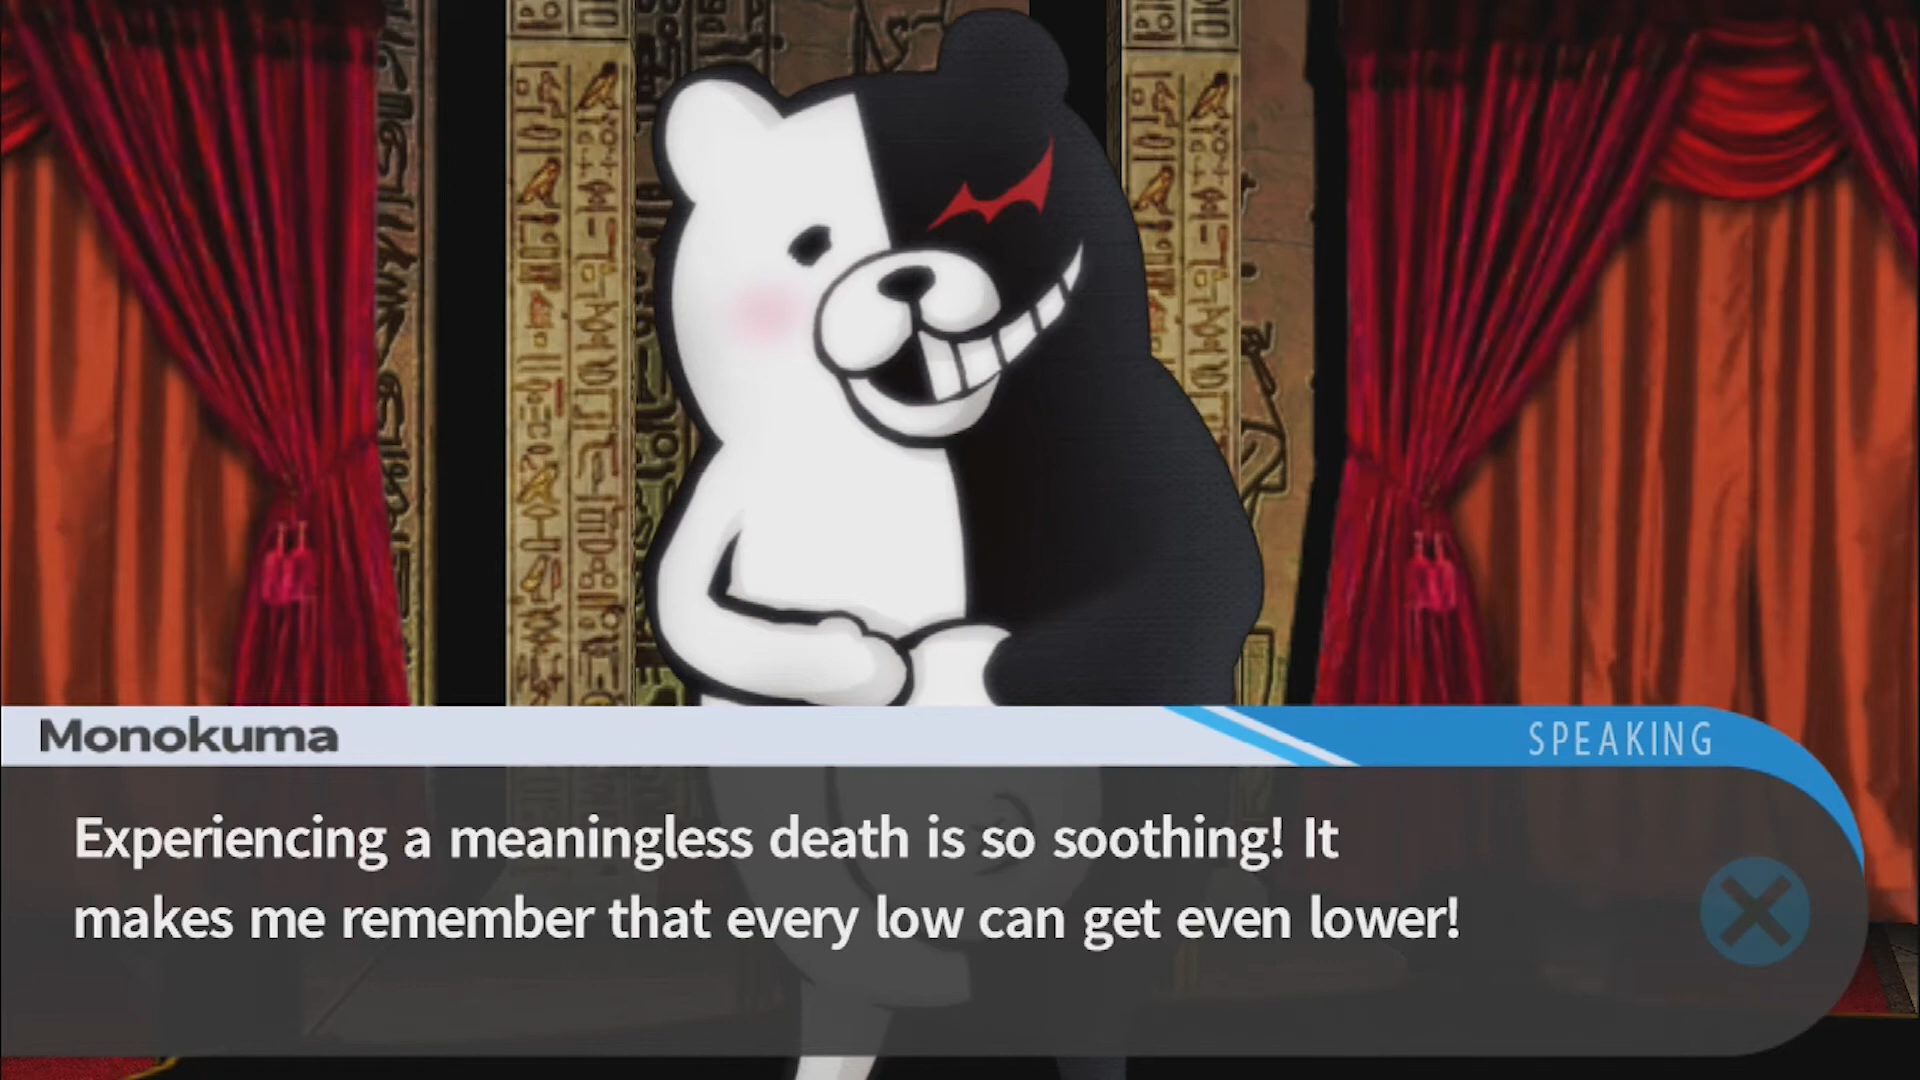 Monokuma
SPEAKING
Experiencing a meaningless death is so soothing! It
makes me remember that every low can get even lower!